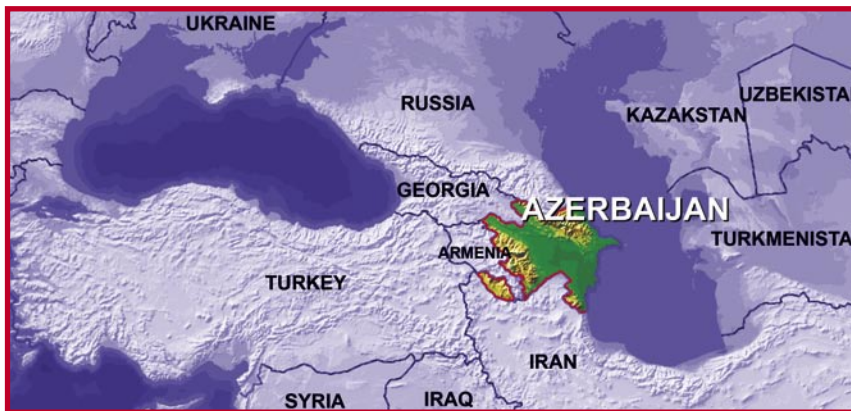 UKRAINE
RUSSIA
KAZAKSTAN
UZBEKISTA
GEORGIA
AZERBAIJAN
TURKMENISTA
ARMENIA
TURKEY
IRAN
SYRIA
IRAQ